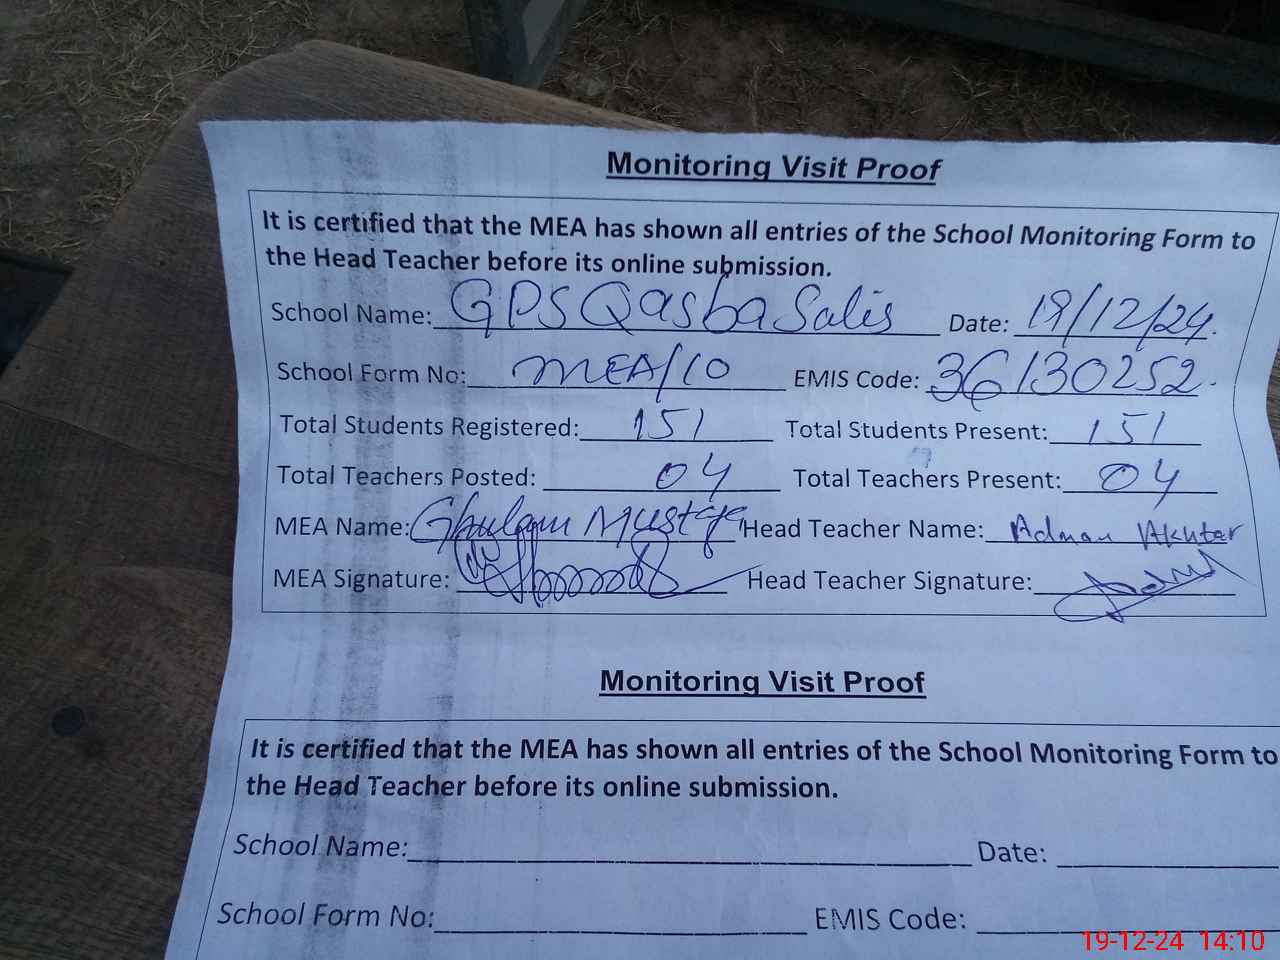 Monitoring Visit Proof
It is certified that the MEA has shown all entries of the School Monitoring Form to
the Head Teacher before its online submission.
School Name: GPS Qasba Salis Date: 19/12/24.
School Form No: MEA/10 EMIS Code: 36130252.
Total Students Registered: 151 Total Students Present: 151
Total Teachers Posted: 04 Total Teachers Present: 04
MEA Name: Ghulam Mustafa Head Teacher Name: Adnan Akhtar
MEA Signature: Head Teacher Signature:
Monitoring Visit Proof
It is certified that the MEA has shown all entries of the School Monitoring Form to
the Head Teacher before its online submission.
School Name: Date:
School Form No: EMIS Code:
19-12-24 14:10